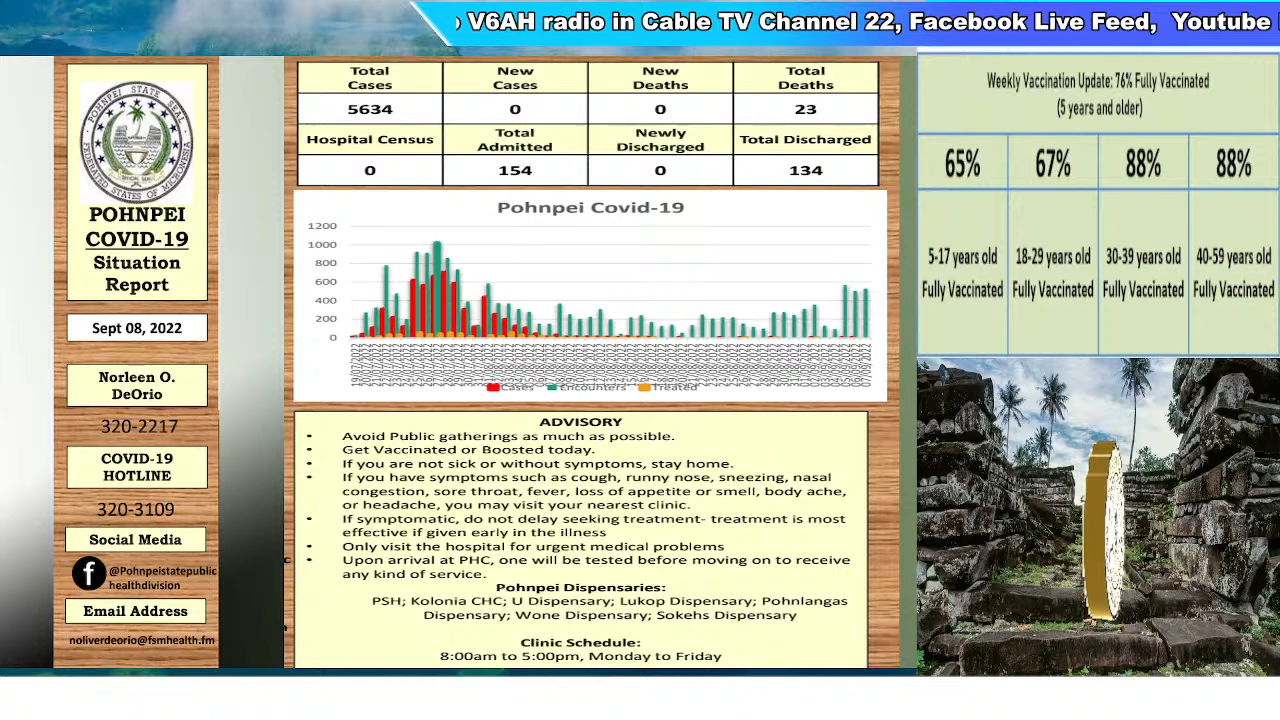 V6AH radio in Cable TV Channel 22, Facebook Live Feed, Youtube
POHNPEI STATE SEAL
FEDERATED STATES OF MICRONESIA
POHNPEI
COVID-19
Situation
Report
Sept 08, 2022
Norleen O.
DeOrio
320-2217
COVID-19
HOTLINE
320-3109
Social Media
f @Pohnpeistatepublic
healthdivision
Email Address
noliverdeorio@fsmhealth.fm
Total Cases New Cases New Deaths Total Deaths
5634 0 0 23
Hospital Census Total Admitted Newly Discharged Total Discharged
0 154 0 134
Pohnpei Covid-19
1200
1000
800
600
400
200
0
Cases Encounters Treated
ADVISORY
• Avoid Public gatherings as much as possible.
• Get Vaccinated or Boosted today.
• If you are not sick or without symptoms, stay home.
• If you have symptoms such as cough, runny nose, sneezing, nasal
congestion, sore throat, fever, loss of appetite or smell, body ache,
or headache, you may visit your nearest clinic.
• If symptomatic, do not delay seeking treatment- treatment is most
effective if given early in the illness
• Only visit the hospital for urgent medical problems
• Upon arrival at PHC, one will be tested before moving on to receive
any kind of service.
Pohnpei Dispensaries:
PSH; Kolonia CHC; U Dispensary; Lukop Dispensary; Pohnlangas
Dispensary; Wone Dispensary; Sokehs Dispensary
Clinic Schedule:
8:00am to 5:00pm, Monday to Friday
Weekly Vaccination Update: 76% Fully Vaccinated
(5 years and older)
65% 67% 88% 88%
5-17 years old 18-29 years old 30-39 years old 40-59 years old
Fully Vaccinated Fully Vaccinated Fully Vaccinated Fully Vaccinated